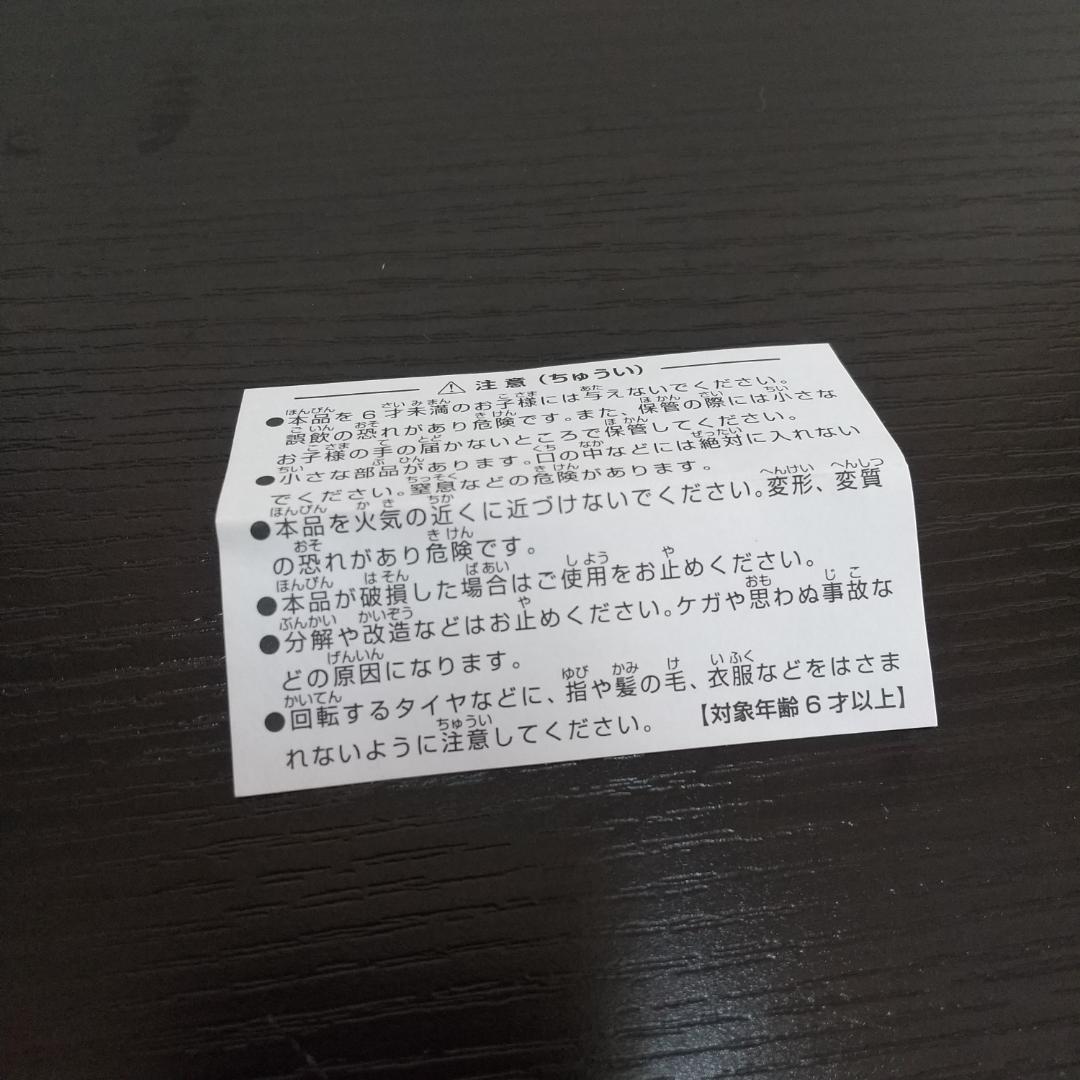 ⚠ 注意（ちゅうい）
●本品を6才未満のお子様には与えないでください。
誤飲の恐れがあり危険です。また、保管の際には小さな
お子様の手の届かないところで保管してください。
●小さな部品があります。口の中などには絶対に入れない
でください。窒息などの危険があります。
●本品を火気の近くに近づけないでください。変形、変質
の恐れがあり危険です。
●本品が破損した場合はご使用をお止めください。
●分解や改造などはお止めください。ケガや思わぬ事故な
どの原因になります。
●回転するタイヤなどに、指や髪の毛、衣服などをはさま
れないように注意してください。
【対象年齢6才以上】